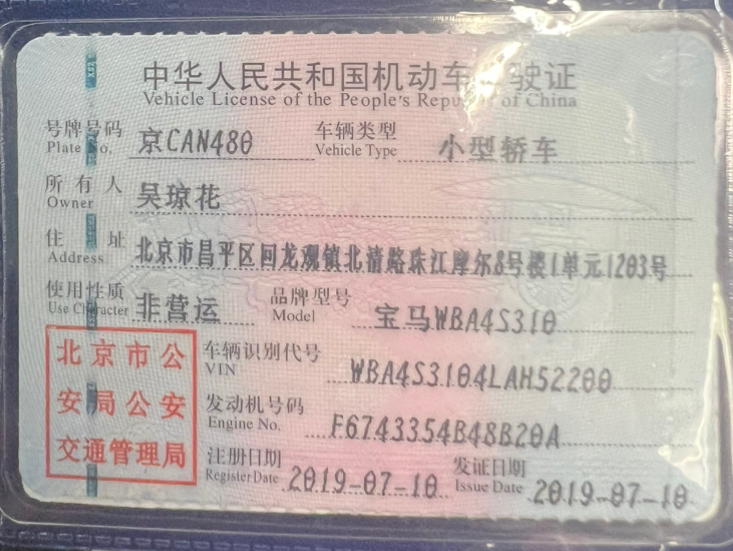 中华人民共和国机动车 驶证
Vehicle License of the People's Repu of China
号牌号码 京CAN480 车辆类型 小型轿车
Plate No. Vehicle Type
所有人 吴琼花
Owner
住址 北京市昌平区回龙观镇北清路珠江摩尔8号楼1单元1203号
Address
使用性质 非营运 品牌型号 宝马WBA4S310
Use Character Model
北京市公
安局公安
交通管理局
车辆识别代号 WBA4S3104LAH52200
VIN
发动机号码 F6743354B48B20A
Engine No.
注册日期 2019-07-10 发证日期 2019-07-10
Register Date Issue Date